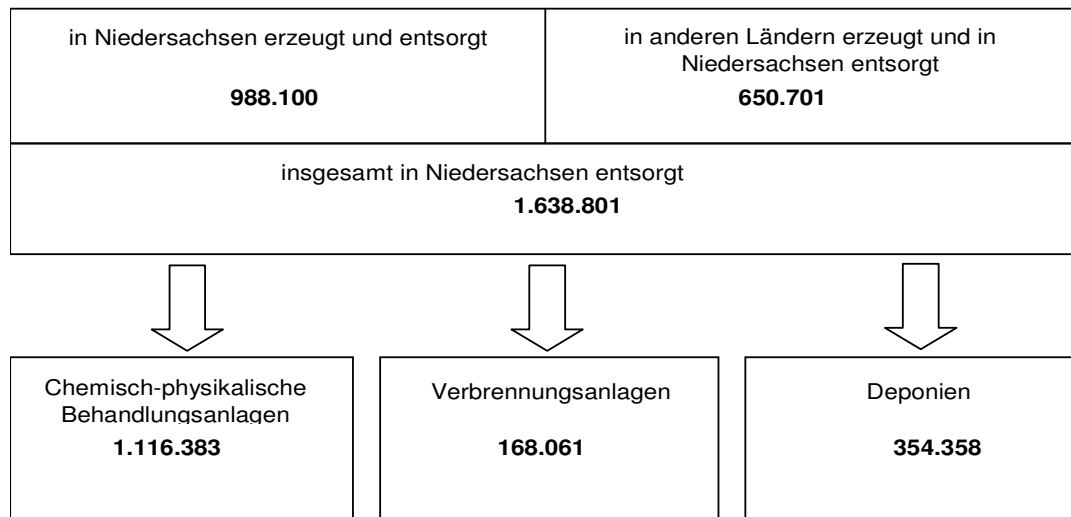 in Niedersachsen erzeugt und entsorgt
988.100
in anderen Ländern erzeugt und in
Niedersachsen entsorgt
650.701
insgesamt in Niedersachsen entsorgt
1.638.801
Chemisch-physikalische
Behandlungsanlagen
1.116.383
Verbrennungsanlagen
168.061
Deponien
354.358